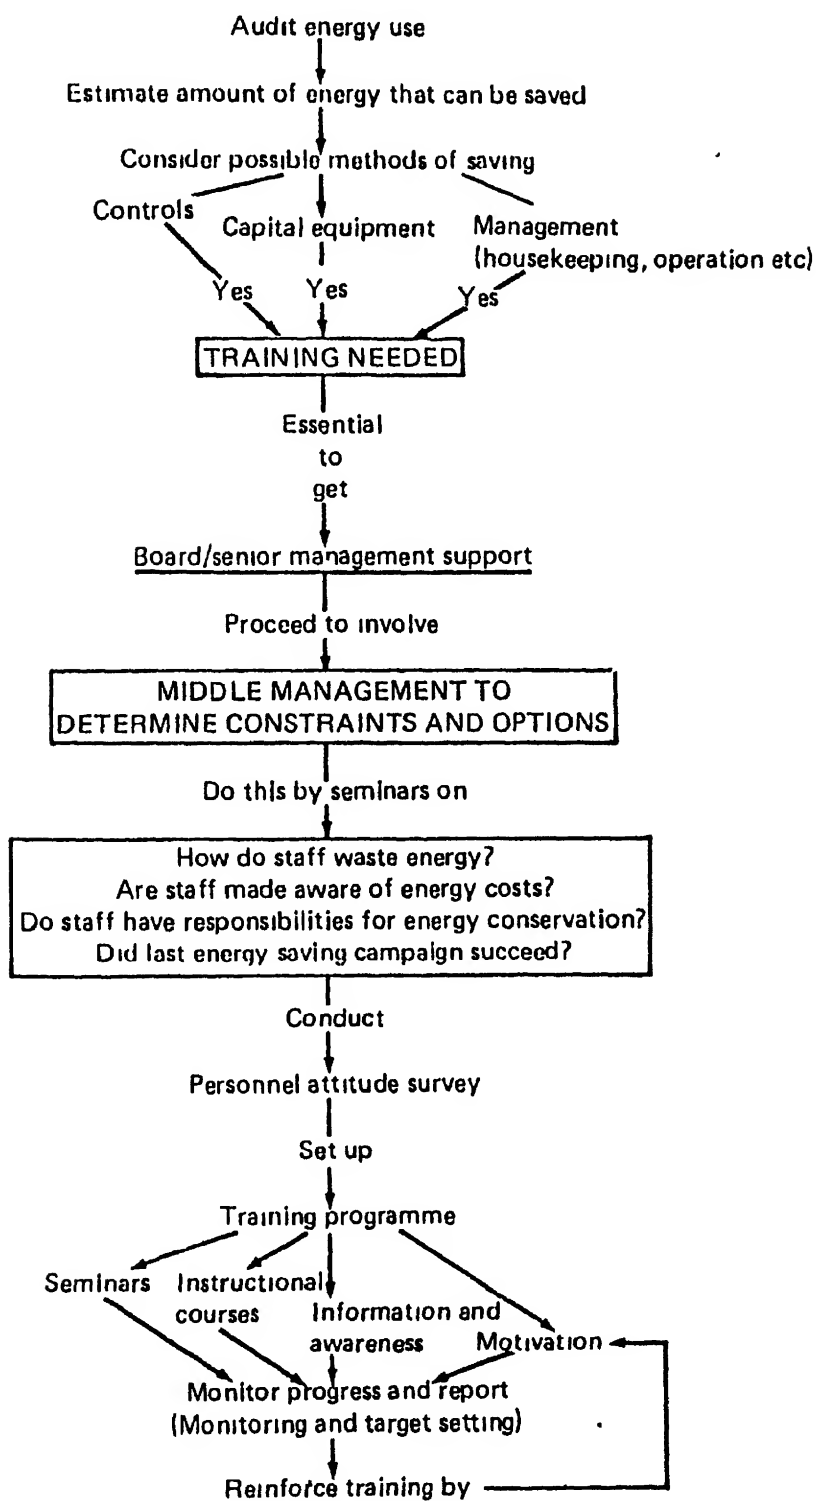 Audit energy use
Estimate amount of energy that can be saved
Consider possible methods of saving
Controls
Capital equipment
Management
(housekeeping, operation etc)
Yes
Yes
Yes
TRAINING NEEDED
Essential
to
get
Board/senior management support
Proceed to involve
MIDDLE MANAGEMENT TO
DETERMINE CONSTRAINTS AND OPTIONS
Do this by seminars on
How do staff waste energy?
Are staff made aware of energy costs?
Do staff have responsibilities for energy conservation?
Did last energy saving campaign succeed?
Conduct
Personnel attitude survey
Set up
Training programme
Seminars
Instructional
courses
Information and
awareness
Motivation
Monitor progress and report
(Monitoring and target setting)
Reinforce training by